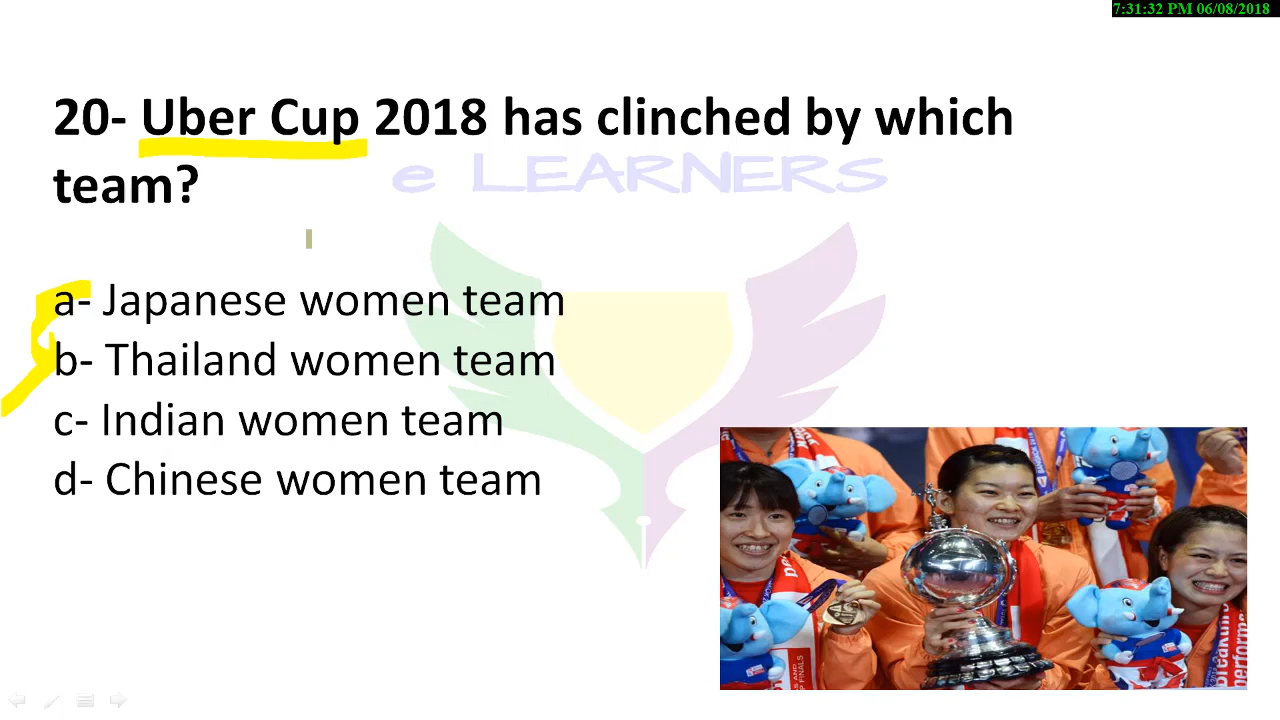 7:31:32 PM 06/08/2018
20- Uber Cup 2018 has clinched by which
team?
e LEARNERS
a- Japanese women team
b- Thailand women team
c- Indian women team
d- Chinese women team